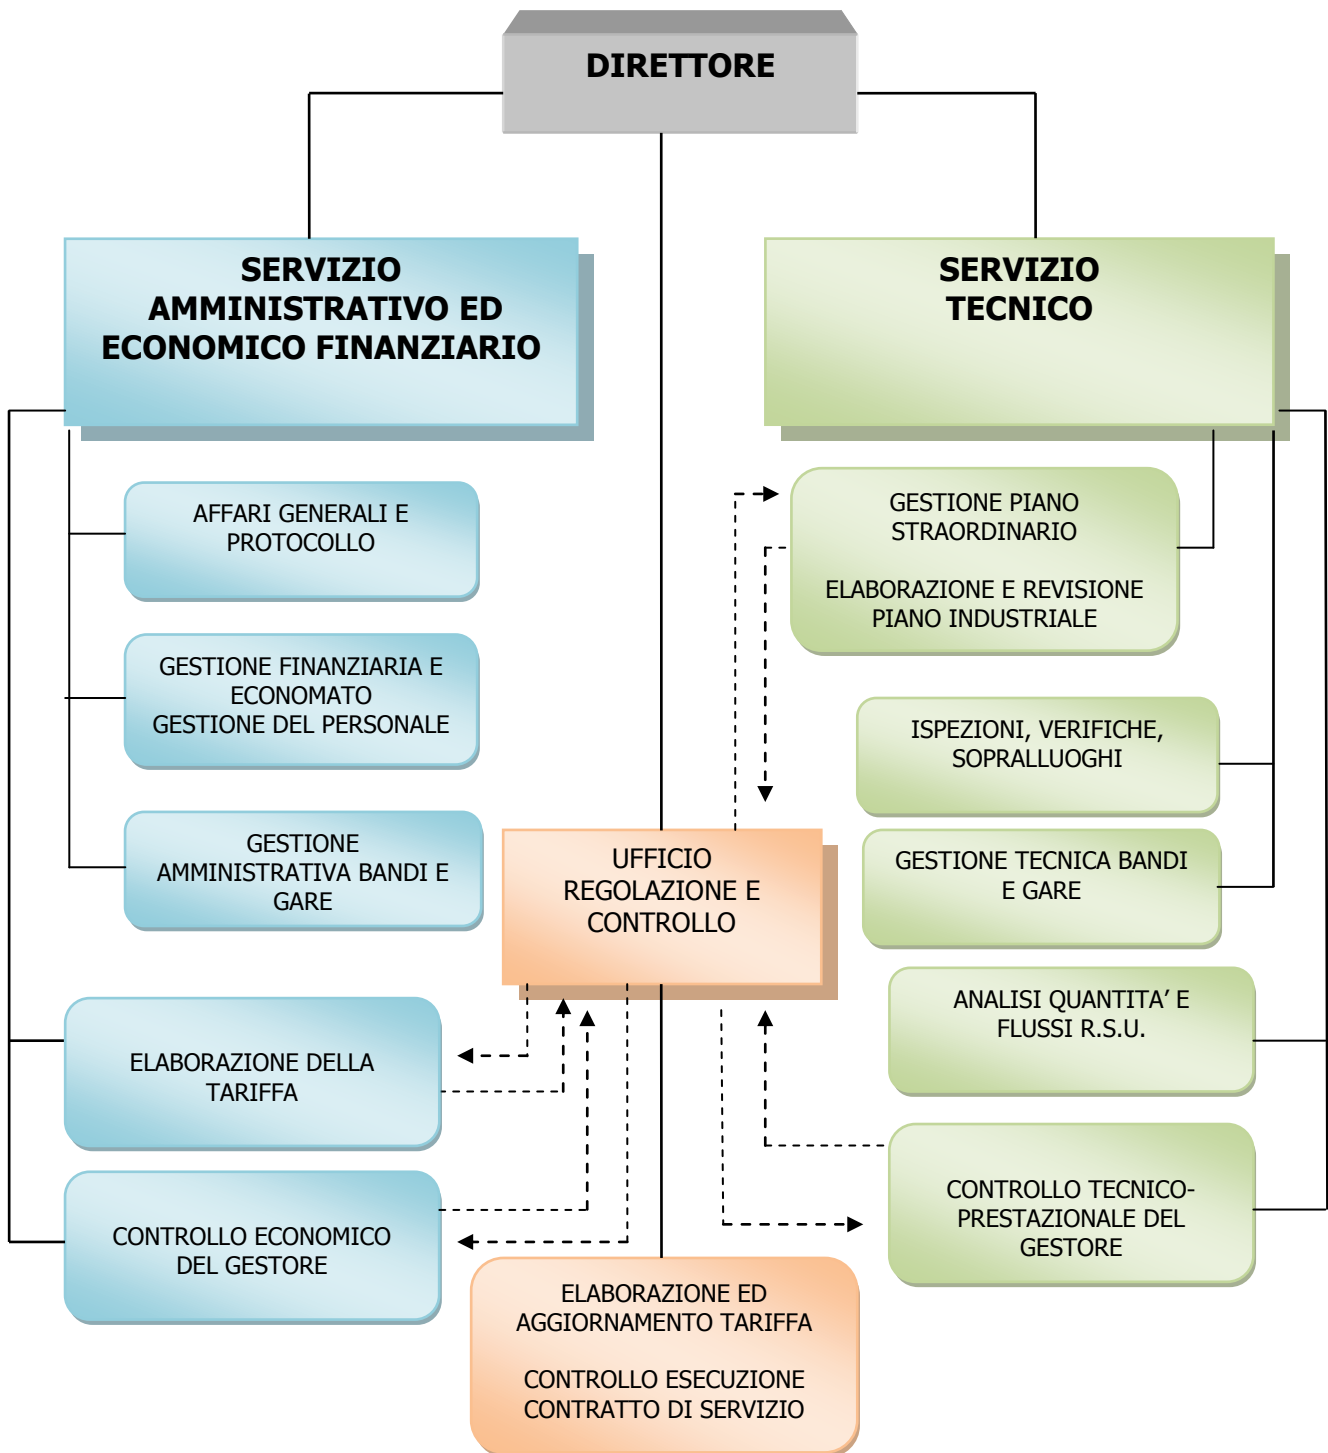 DIRETTORE
SERVIZIO
AMMINISTRATIVO ED
ECONOMICO FINANZIARIO
SERVIZIO
TECNICO
AFFARI GENERALI E
PROTOCOLLO
GESTIONE FINANZIARIA E
ECONOMATO
GESTIONE DEL PERSONALE
GESTIONE
AMMINISTRATIVA BANDI E
GARE
ELABORAZIONE DELLA
TARIFFA
CONTROLLO ECONOMICO
DEL GESTORE
UFFICIO
REGOLAZIONE E
CONTROLLO
ELABORAZIONE ED
AGGIORNAMENTO TARIFFA
CONTROLLO ESECUZIONE
CONTRATTO DI SERVIZIO
GESTIONE PIANO
STRAORDINARIO
ELABORAZIONE E REVISIONE
PIANO INDUSTRIALE
ISPEZIONI, VERIFICHE,
SOPRALLUOGHI
GESTIONE TECNICA BANDI
E GARE
ANALISI QUANTITA’ E
FLUSSI R.S.U.
CONTROLLO TECNICO-
PRESTAZIONALE DEL
GESTORE